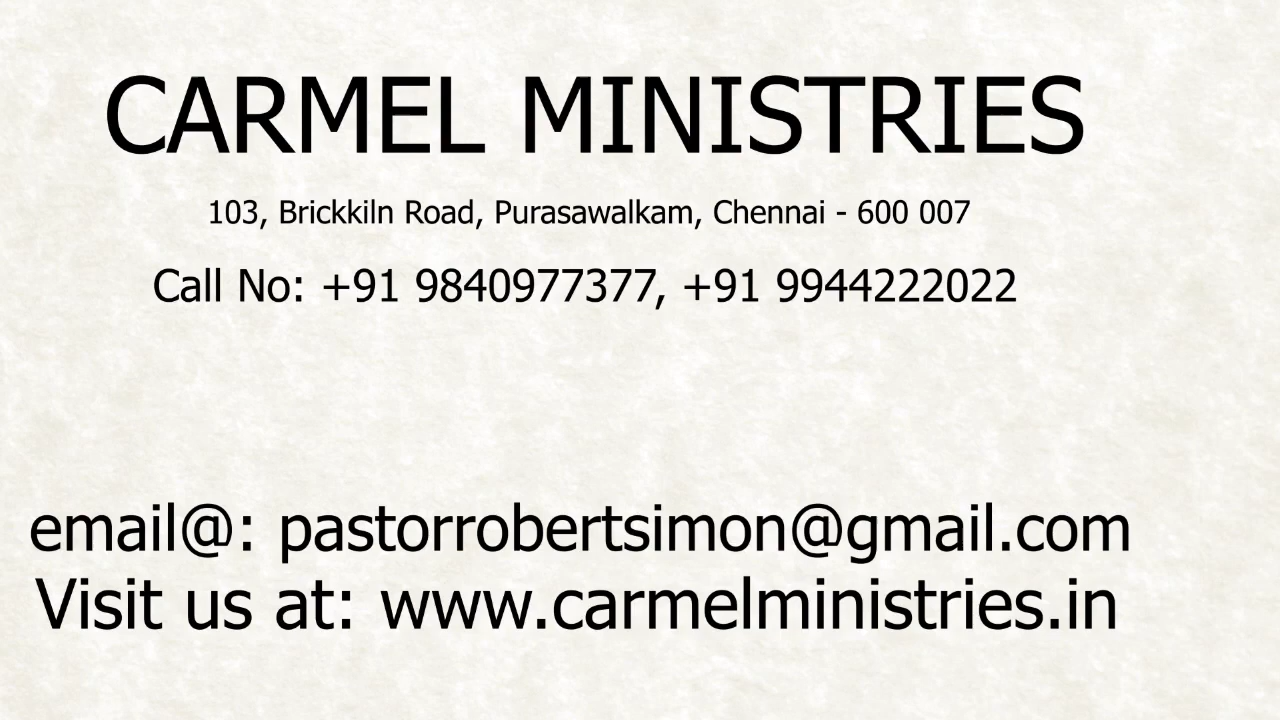 CARMEL MINISTRIES
103, Brickkiln Road, Purasawalkam, Chennai - 600 007
Call No: +91 9840977377, +91 9944222022
email@: pastorrobertsimon@gmail.com
Visit us at: www.carmelministries.in